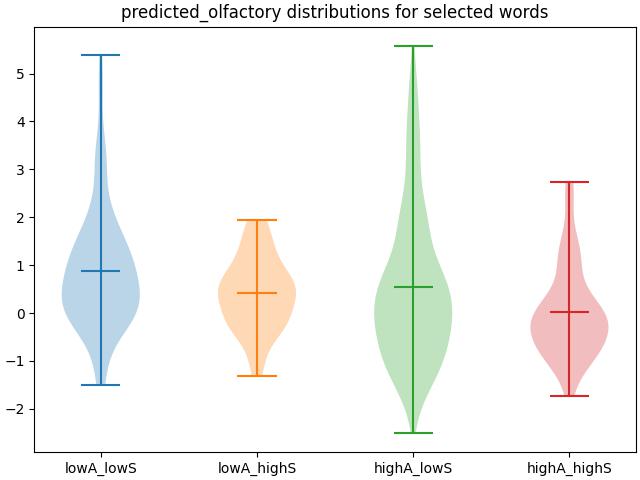 predicted_olfactory distributions for selected words
5
4
3
2
1
0
−1
−2
lowA_lowS
lowA_highS
highA_lowS
highA_highS